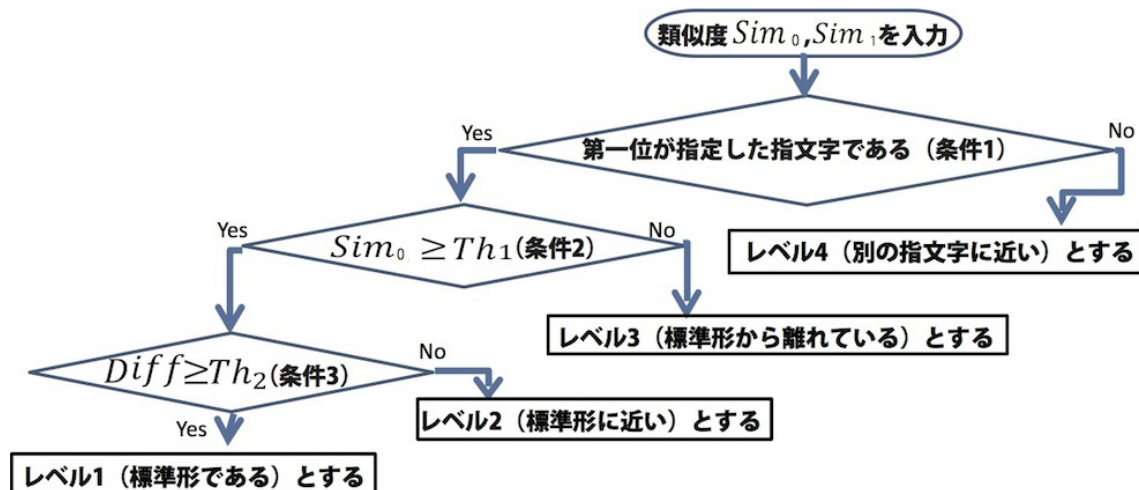 類似度 Sim₀,Sim₁を入力
Yes
第一位が指定した指文字である（条件1）
No
Yes
Sim₀ ≥Th₁(条件2)
No
レベル4（別の指文字に近い）とする
レベル3（標準形から離れている）とする
Diff≥Th₂(条件3)
No
レベル2（標準形に近い）とする
Yes
レベル1（標準形である）とする